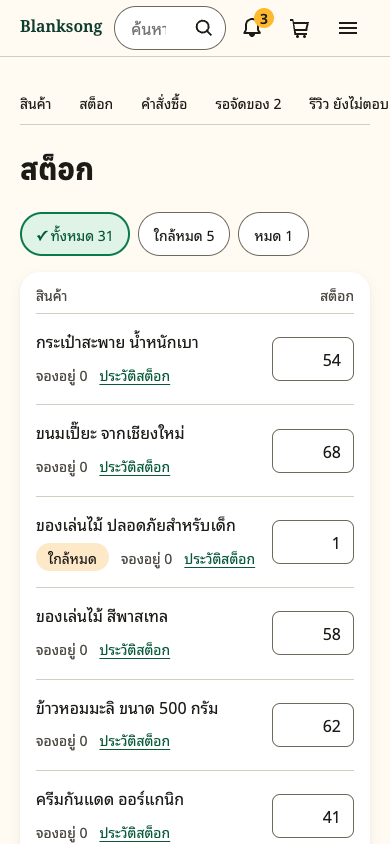 Blanksong
ค้นหา
3
สินค้า สต็อก คำสั่งซื้อ รอจัดของ 2 รีวิว ยังไม่ตอบ
สต็อก
✓ ทั้งหมด 31 ใกล้หมด 5 หมด 1
สินค้า สต็อก
กระเป๋าสะพาย น้ำหนักเบา
54
จองอยู่ 0 ประวัติสต็อก
ขนมเปี๊ยะ จากเชียงใหม่
68
จองอยู่ 0 ประวัติสต็อก
ของเล่นไม้ ปลอดภัยสำหรับเด็ก
1
ใกล้หมด จองอยู่ 0 ประวัติสต็อก
ของเล่นไม้ สีพาสเทล
58
จองอยู่ 0 ประวัติสต็อก
ข้าวหอมมะลิ ขนาด 500 กรัม
62
จองอยู่ 0 ประวัติสต็อก
ครีมกันแดด ออร์แกนิก
41
จองอยู่ 0 ประวัติสต็อก